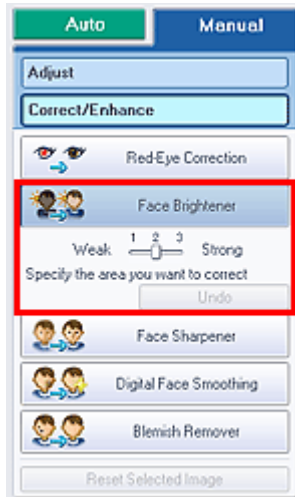 Auto Manual
Adjust
Correct/Enhance
Red-Eye Correction
Face Brightener
1 2 3
Weak Strong
Specify the area you want to correct
Undo
Face Sharpener
Digital Face Smoothing
Blemish Remover
Reset Selected Image